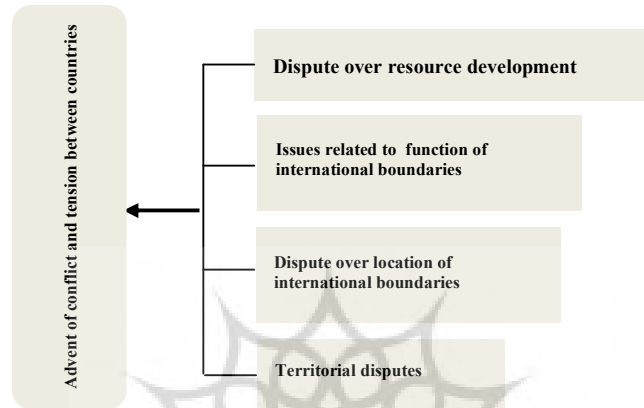 Advent of conflict and tension between countries
Dispute over resource development
Issues related to function of
international boundaries
Dispute over location of
international boundaries
Territorial disputes